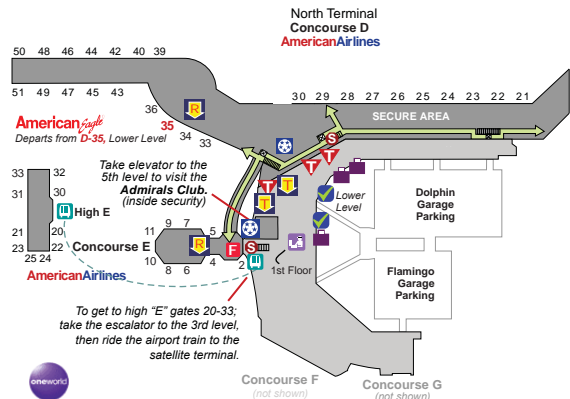 North Terminal
Concourse D
AmericanAirlines
50 48 46 44 42 40 39
51 49 47 45 43
36
35
34
33
30 29 28 27 26 25 24 23 22 21
SECURE AREA
R
S
T T
T T
T
American Eagle
Departs from D-35, Lower Level
Take elevator to the
5th level to visit the
Admirals Club.
(inside security)
Lower
Level
Dolphin
Garage
Parking
33 32
31 30
High E
21 20
23 22
25 24
Concourse E
11 9 7 5
10 8 6 4 2
R
F
S
1st Floor
Flamingo
Garage
Parking
AmericanAirlines
To get to high “E” gates 20-33;
take the escalator to the 3rd level,
then ride the airport train to the
satellite terminal.
oneworld
Concourse F
(not shown)
Concourse G
(not shown)